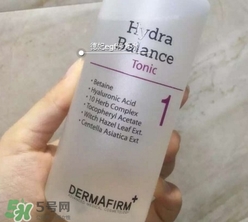 Hydra
Balance
Tonic
• Betaine
• Hyaluronic Acid
• 10 Herb Complex
• Tocopheryl Acetate
• Witch Hazel Leaf Ext.
• Centella Asiatica Ext
1
DERMAFIRM+
5号网